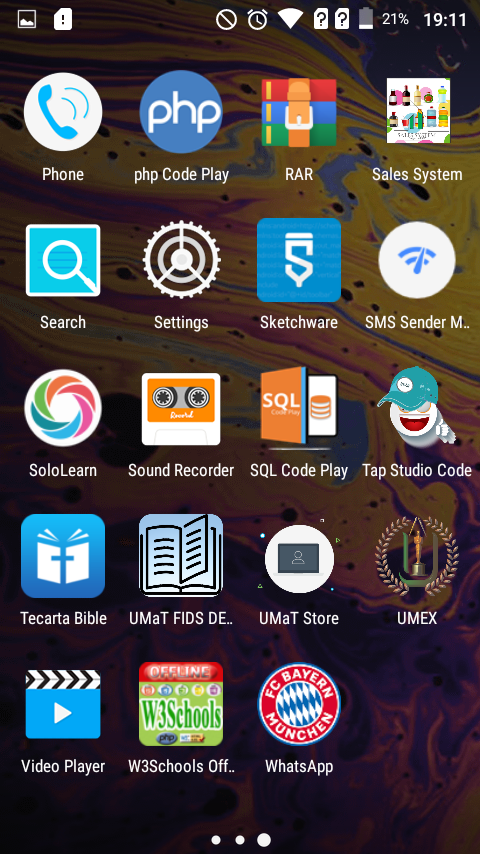 21% 19:11
php
Phone php Code Play RAR Sales System
SALES SYSTEM
Search Settings Sketchware SMS Sender M..
Record
SQL
Code Play
SoloLearn Sound Recorder SQL Code Play Tap Studio Code
U
Tecarta Bible UMaT FIDS DE.. UMaT Store UMEX
OFFLINE
W3Schools
php
FC BAYERN
MÜNCHEN
Video Player W3Schools Off.. WhatsApp